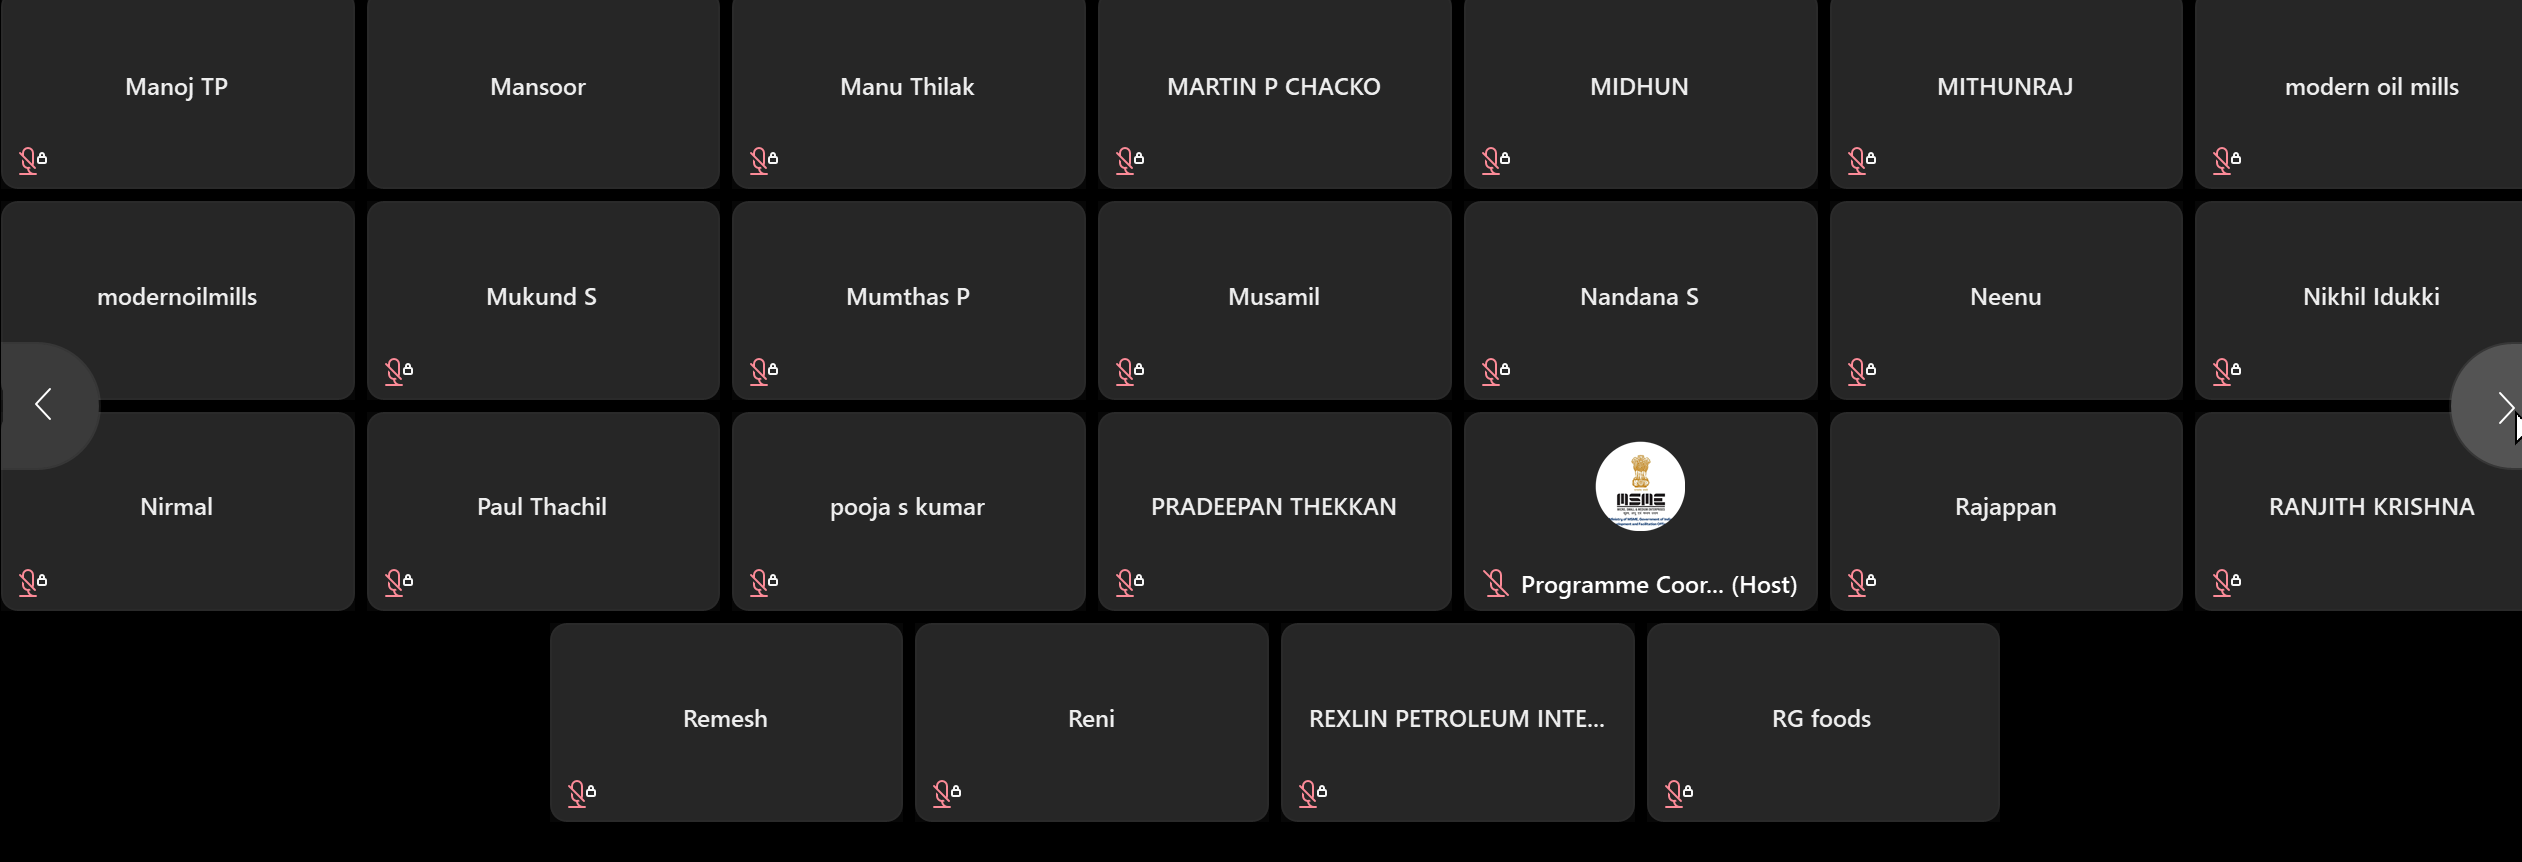 Manoj TP
Mansoor
Manu Thilak
MARTIN P CHACKO
MIDHUN
MITHUNRAJ
modern oil mills
modernoilmills
Mukund S
Mumthas P
Musamil
Nandana S
Neenu
Nikhil Idukki
Nirmal
Paul Thachil
pooja s kumar
PRADEEPAN THEKKAN
MSME
Programme Coor... (Host)
Rajappan
RANJITH KRISHNA
Remesh
Reni
REXLIN PETROLEUM INTE...
RG foods